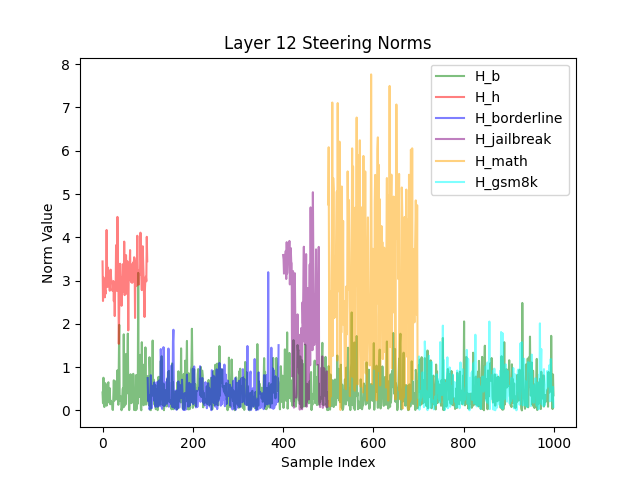 Layer 12 Steering Norms
8
7
6
5
4
3
2
1
0
Norm Value
0
200
400
600
800
1000
Sample Index
H_b
H_h
H_borderline
H_jailbreak
H_math
H_gsm8k